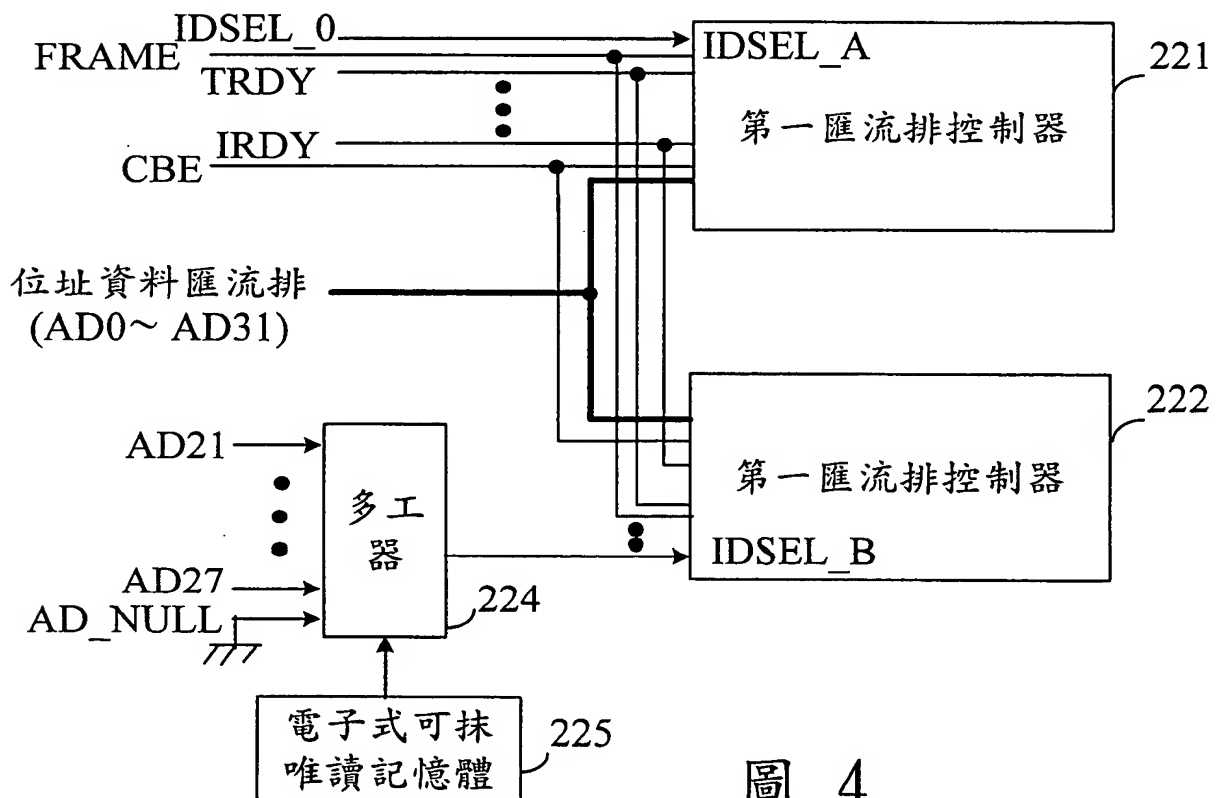 IDSEL_0
FRAME
TRDY
IRDY
CBE
IDSEL_A
第一匯流排控制器
221
位址資料匯流排
(AD0~ AD31)
222
第一匯流排控制器
IDSEL_B
AD21
AD27
AD_NULL
多工
器
224
電子式可抹
唯讀記憶體
225
圖 4